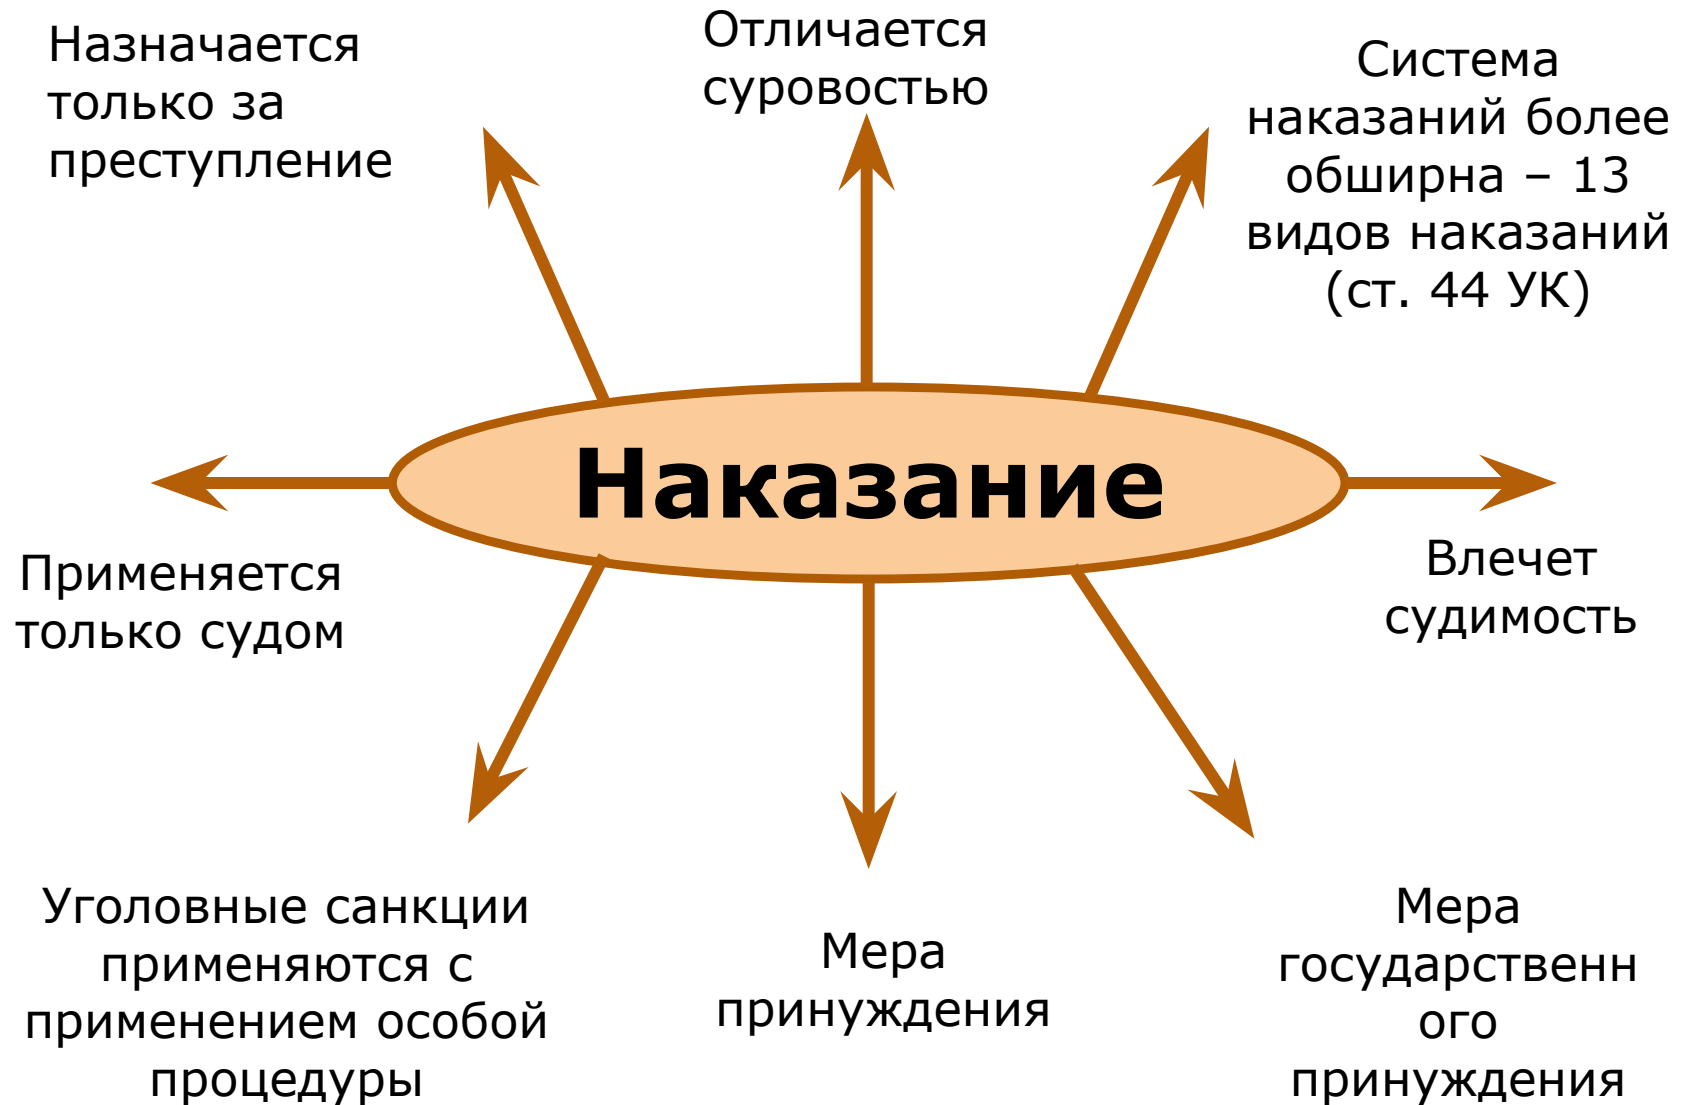 Назначается
только за
преступление
Отличается
суровостью
Система
наказаний более
обширна – 13
видов наказаний
(ст. 44 УК)
Наказание
Применяется
только судом
Влечет
судимость
Уголовные санкции
применяются с
применением особой
процедуры
Мера
принуждения
Мера
государственн
ого
принуждения